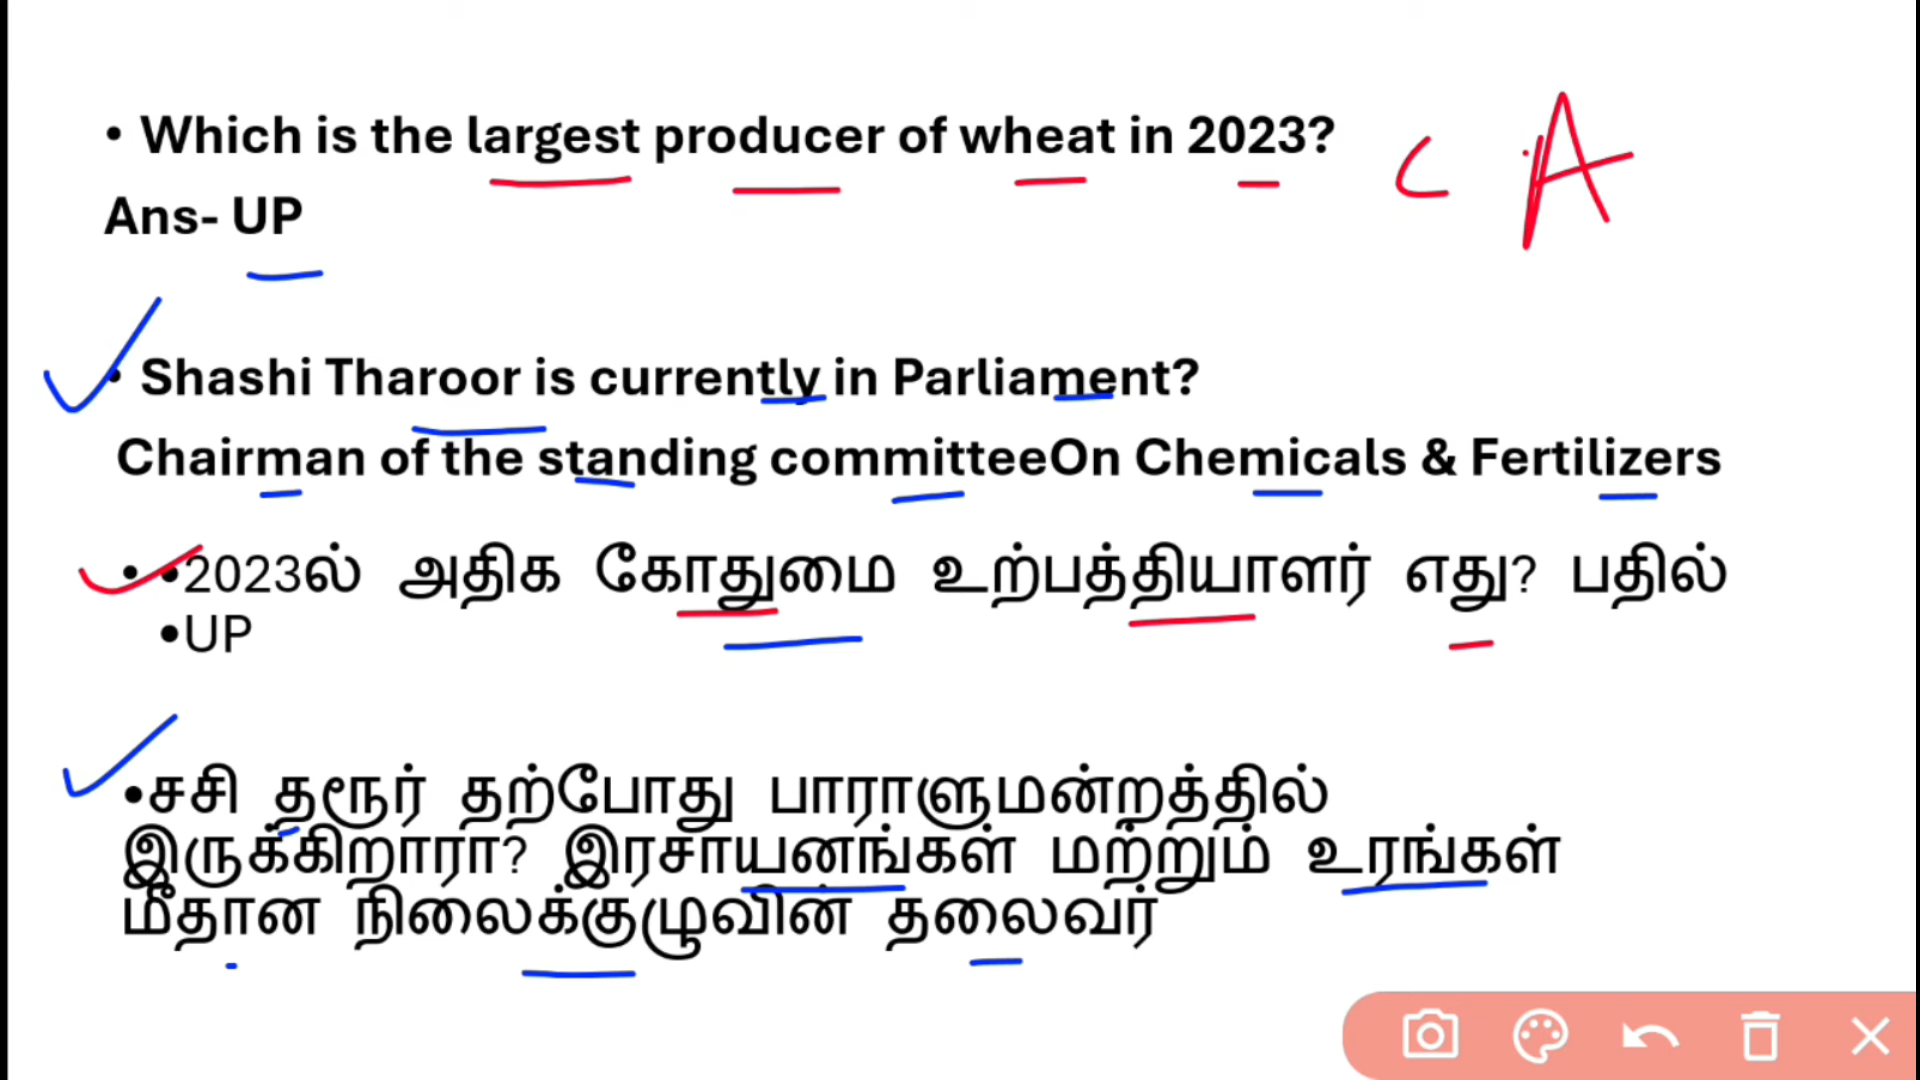 • Which is the largest producer of wheat in 2023? C A
Ans- UP
• Shashi Tharoor is currently in Parliament?
Chairman of the standing committeeOn Chemicals & Fertilizers
• •2023ல் அதிக கோதுமை உற்பத்தியாளர் எது? பதில்
•UP
•சசி தரூர் தற்போது பாராளுமன்றத்தில்
இருக்கிறாரா? இரசாயனங்கள் மற்றும் உரங்கள்
மீதான நிலைக்குழுவின் தலைவர்